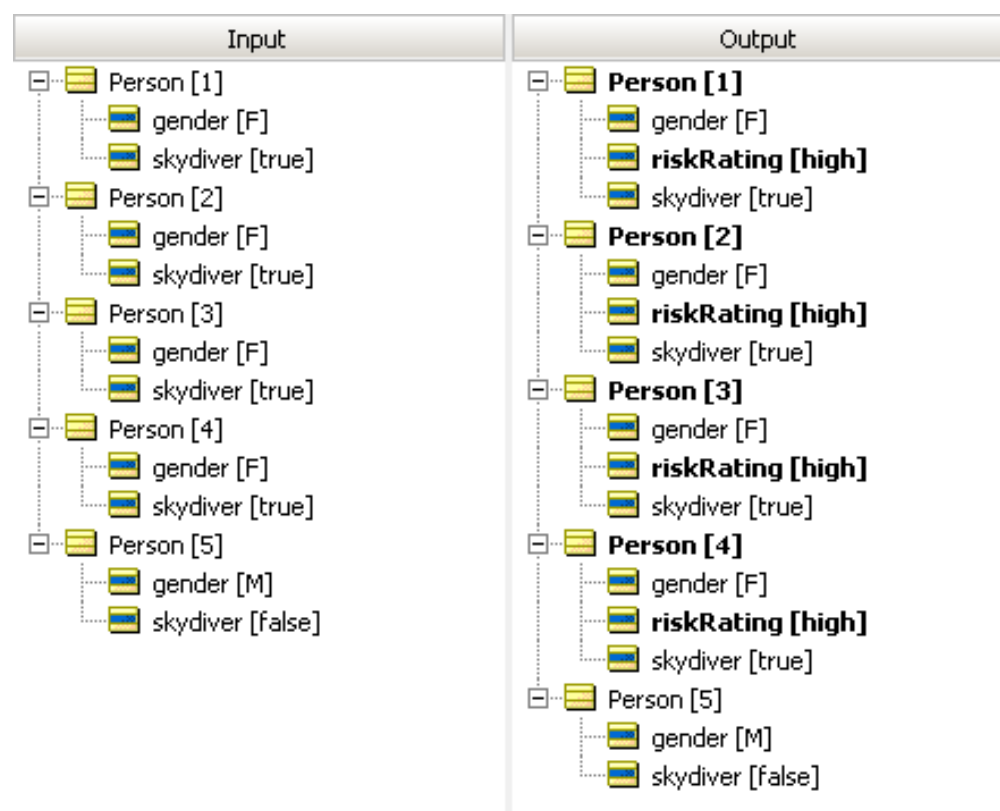 Input
Person [1]
gender [F]
skydiver [true]
Person [2]
gender [F]
skydiver [true]
Person [3]
gender [F]
skydiver [true]
Person [4]
gender [F]
skydiver [true]
Person [5]
gender [M]
skydiver [false]
Output
Person [1]
gender [F]
riskRating [high]
skydiver [true]
Person [2]
gender [F]
riskRating [high]
skydiver [true]
Person [3]
gender [F]
riskRating [high]
skydiver [true]
Person [4]
gender [F]
riskRating [high]
skydiver [true]
Person [5]
gender [M]
skydiver [false]